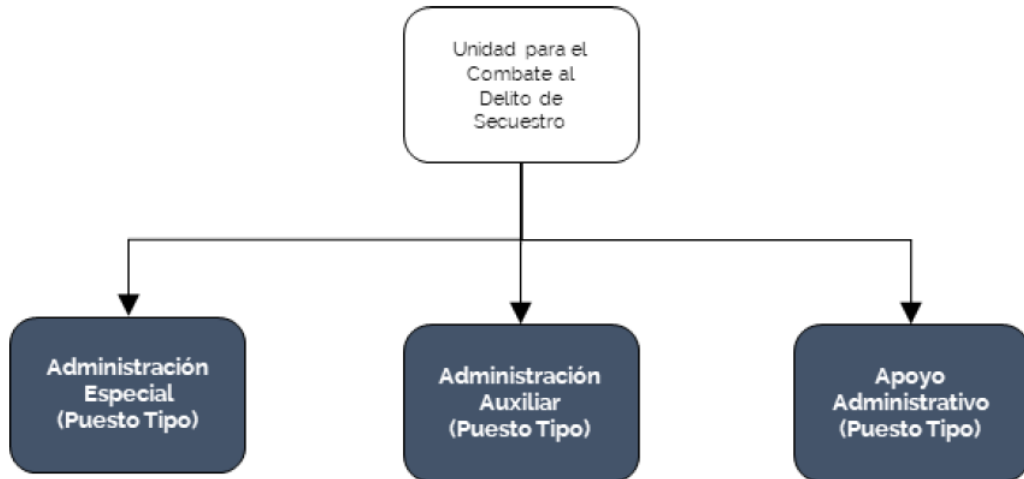 Unidad para el
Combate al
Delito de
Secuestro
Administración
Especial
(Puesto Tipo)
Administración
Auxiliar
(Puesto Tipo)
Apoyo
Administrativo
(Puesto Tipo)